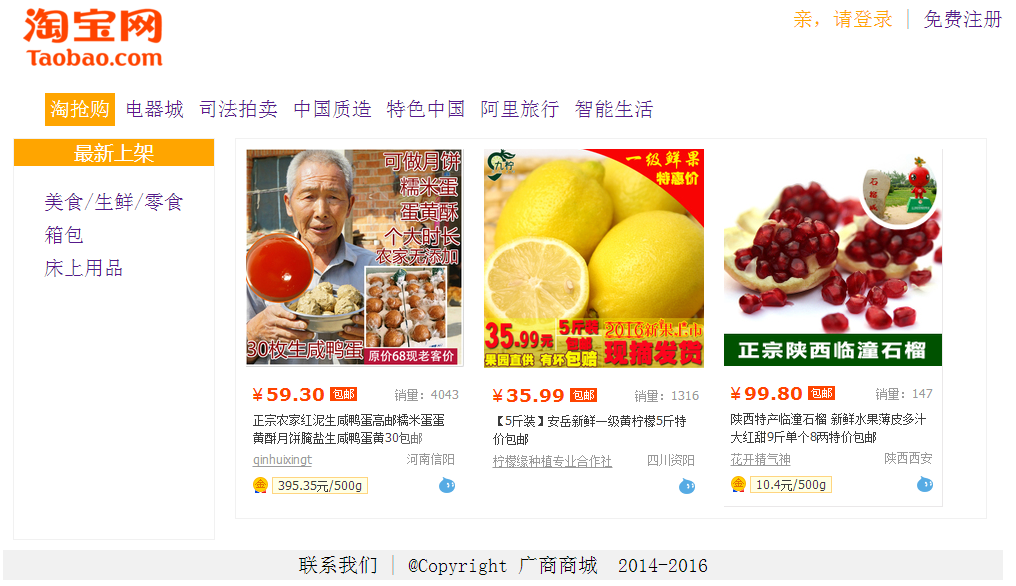 淘宝网
Taobao.com
亲，请登录 | 免费注册
淘抢购 电器城 司法拍卖 中国质造 特色中国 阿里旅行 智能生活
最新上架
美食/生鲜/零食
箱包
床上用品
可做月饼
糯米蛋
蛋黄酥
个大时长
农家无添加
30枚生咸鸭蛋
原价68现老客价
¥59.30 包邮 销量：4043
正宗农家红泥生咸鸭蛋高邮糯米蛋蛋
黄酥月饼腌盐生咸鸭蛋黄30包邮
qinhuixingt 河南信阳
金 395.35元/500g
九柠
一级鲜果
特惠价
35.99元 5斤装 包邮 2016新果上市
果园直供 有坏包赔 现摘发货
¥35.99 包邮 销量：1316
【5斤装】安岳新鲜一级黄柠檬5斤特
价包邮
柠檬缘种植专业合作社 四川资阳
石榴
正宗陕西临潼石榴
¥99.80 包邮 销量：147
陕西特产临潼石榴 新鲜水果薄皮多汁
大红甜9斤单个8两特价包邮
花开精气神 陕西西安
金 10.4元/500g
联系我们 | @Copyright 广商商城 2014-2016